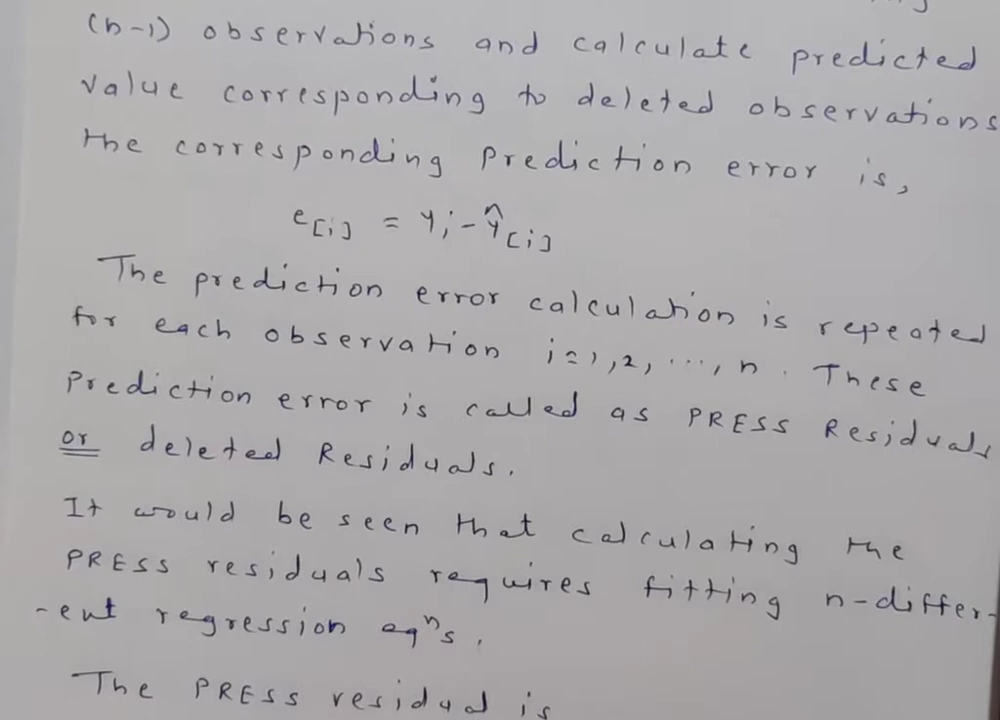 (n-1) observations and calculate predicted
value corresponding to deleted observations
the corresponding prediction error is,
e[i] = Yi - Ŷ[i]
The prediction error calculation is repeated
for each observation i=1,2, ..., n. These
Prediction error is called as PRESS Residuals
or deleted Residuals.
It would be seen that calculating the
PRESS residuals requires fitting n-differ-
-ent regression eqⁿs.
The PRESS residual is